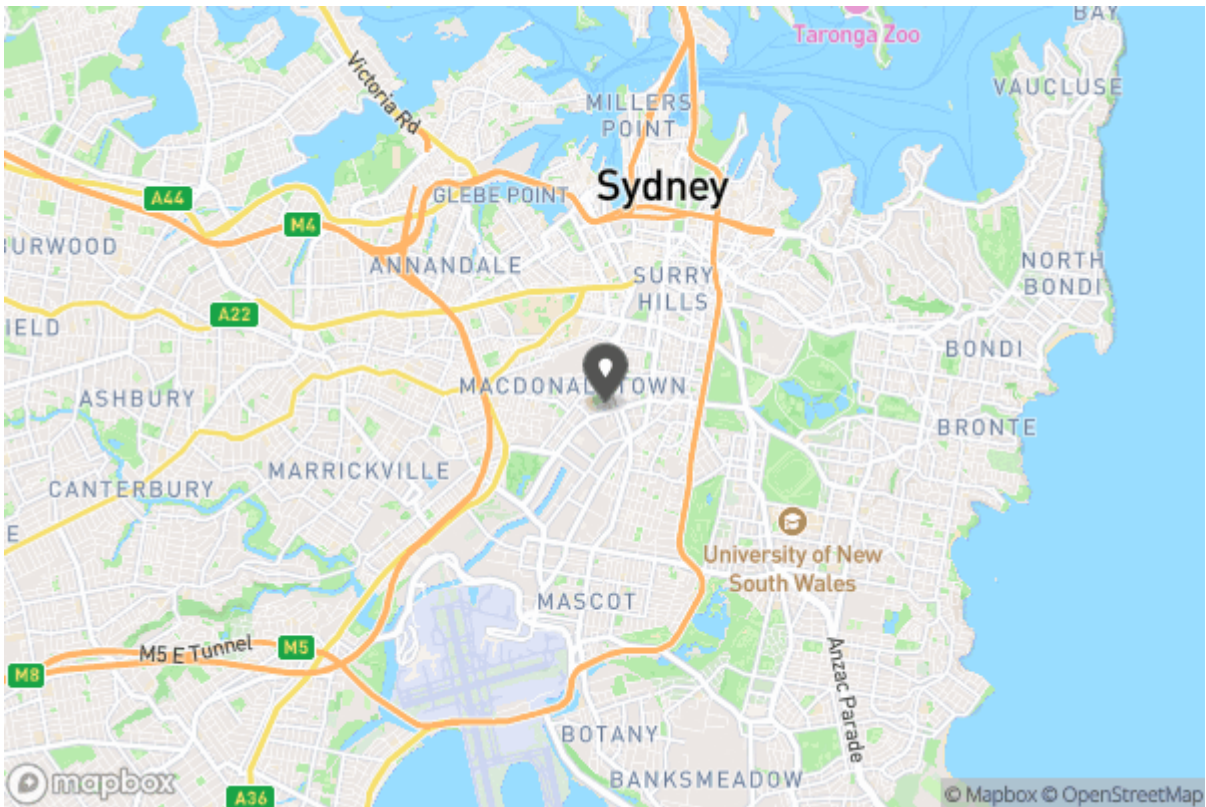 BAY
Taronga Zoo
VAUCLUSE
Victoria Rd
MILLERS
POINT
Sydney
A44
GLEBE POINT
M4
BURWOOD
ANNANDALE
SURRY
HILLS
NORTH
BONDI
A22
IELD
BONDI
MACDONALDTOWN
ASHBURY
BRONTE
MARRICKVILLE
CANTERBURY
E
University of New
South Wales
MASCOT
M5 E Tunnel
M5
M8
Anzac Parade
BOTANY
BANKSMEADOW
mapbox
A36
© Mapbox © OpenStreetMap